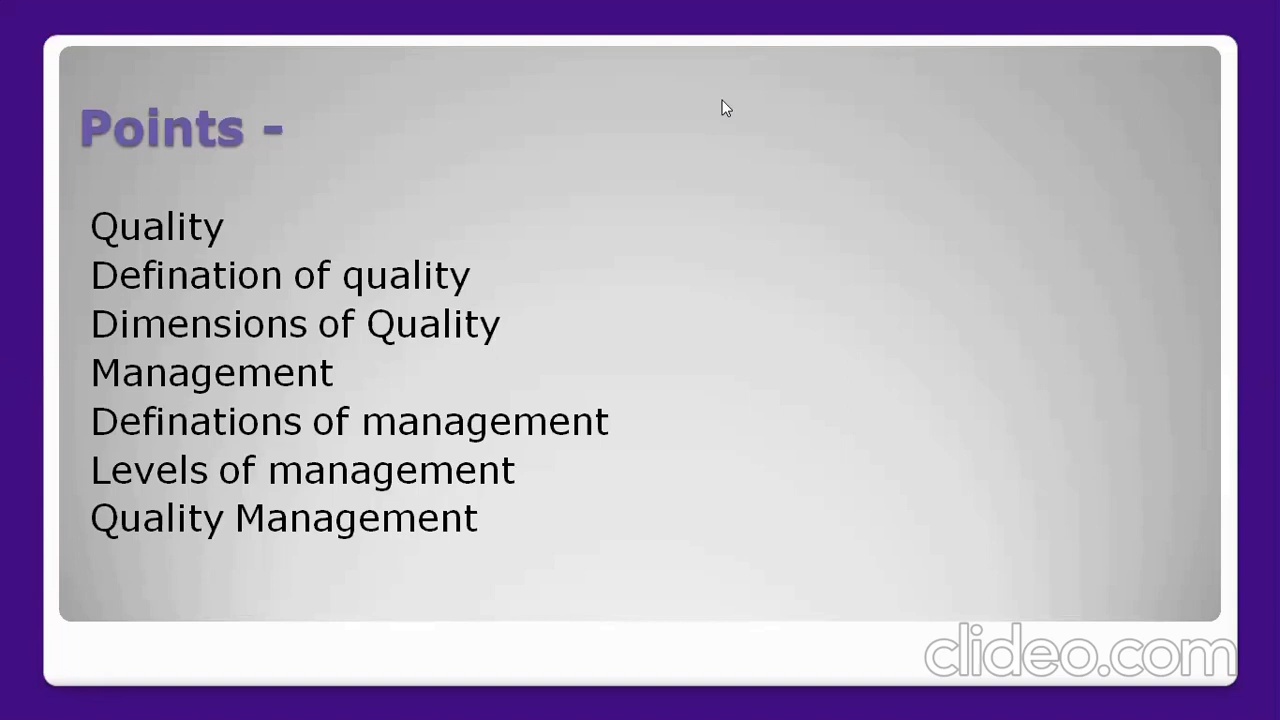 Points -
Quality
Defination of quality
Dimensions of Quality
Management
Definations of management
Levels of management
Quality Management
clideo.com